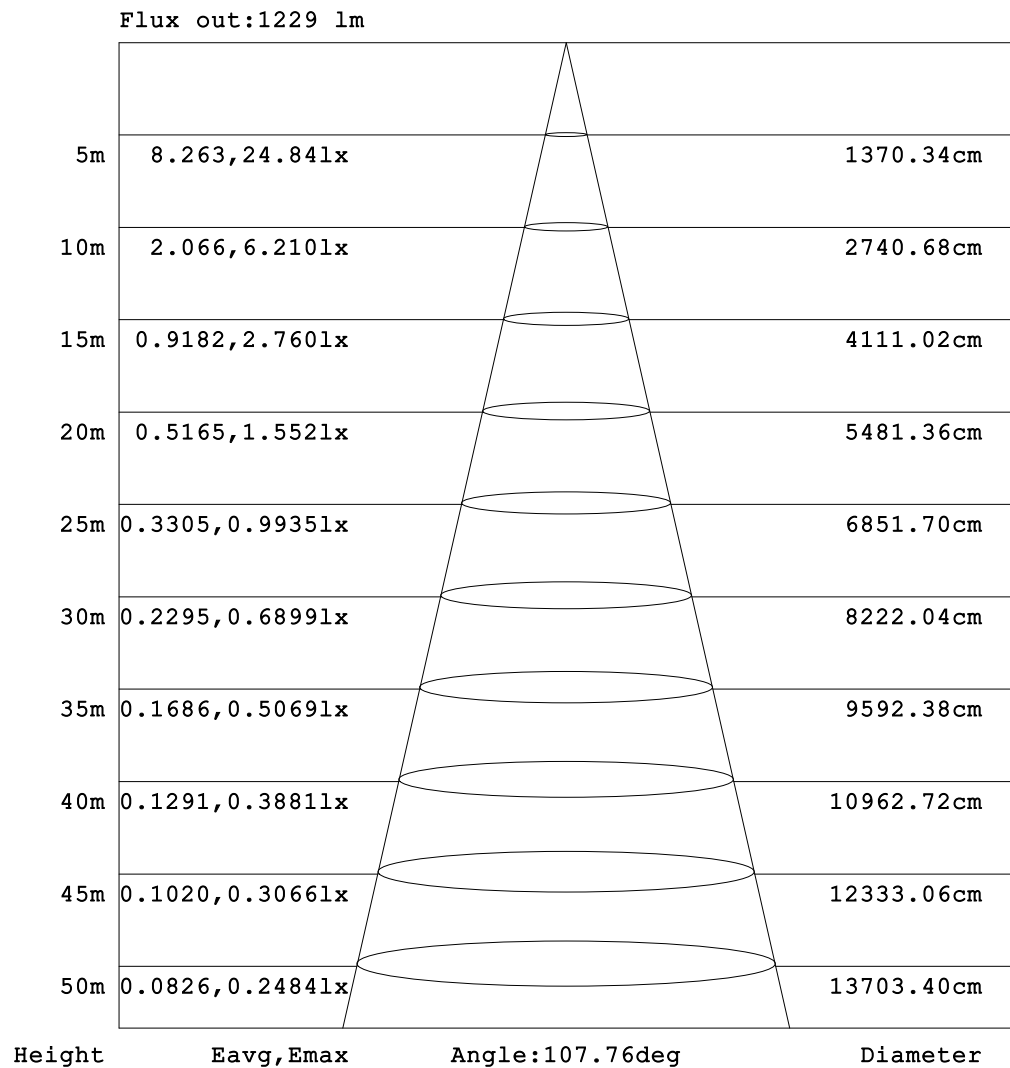 Flux out:1229 lm
5m 8.263,24.84lx 1370.34cm
10m 2.066,6.210lx 2740.68cm
15m 0.9182,2.760lx 4111.02cm
20m 0.5165,1.552lx 5481.36cm
25m 0.3305,0.9935lx 6851.70cm
30m 0.2295,0.6899lx 8222.04cm
35m 0.1686,0.5069lx 9592.38cm
40m 0.1291,0.3881lx 10962.72cm
45m 0.1020,0.3066lx 12333.06cm
50m 0.0826,0.2484lx 13703.40cm
Height Eavg,Emax Angle:107.76deg Diameter